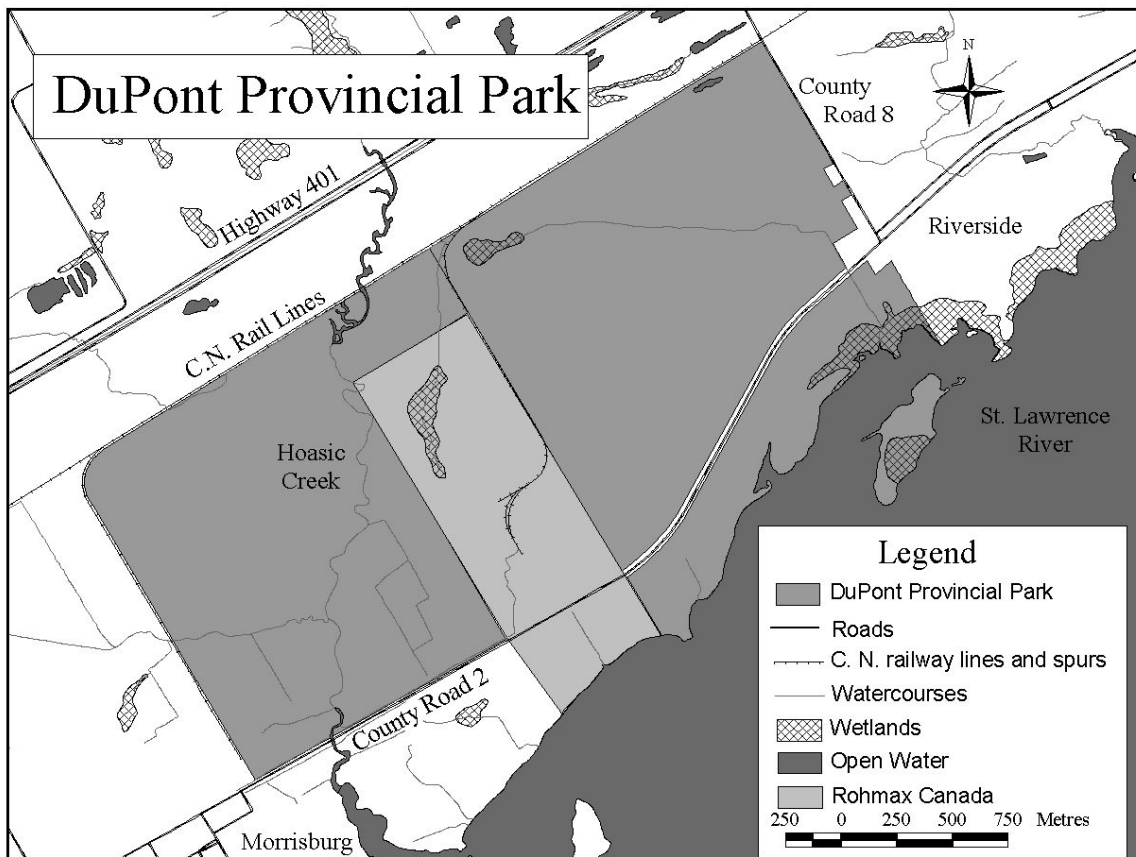 DuPont Provincial Park
County
Road 8
N
Highway 401
Riverside
C.N. Rail Lines
St. Lawrence
River
Hoasic
Creek
County Road 2
Morrisburg
Legend
DuPont Provincial Park
Roads
C. N. railway lines and spurs
Watercourses
Wetlands
Open Water
Rohmax Canada
250 0 250 500 750 Metres